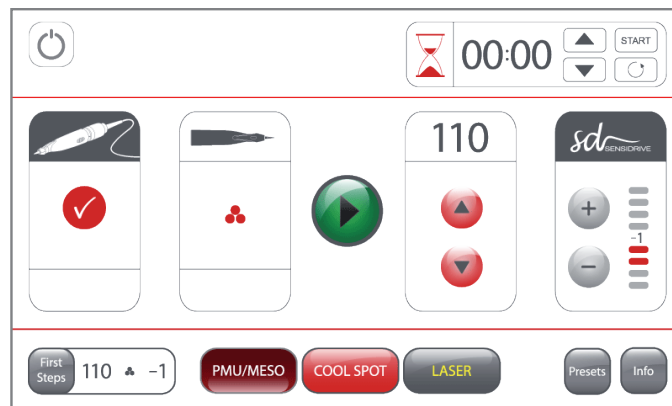 00:00
START
110
sd
SENSIDRIVE
-1
First
Steps
110
-1
PMU/MESO
COOL SPOT
LASER
Presets
Info